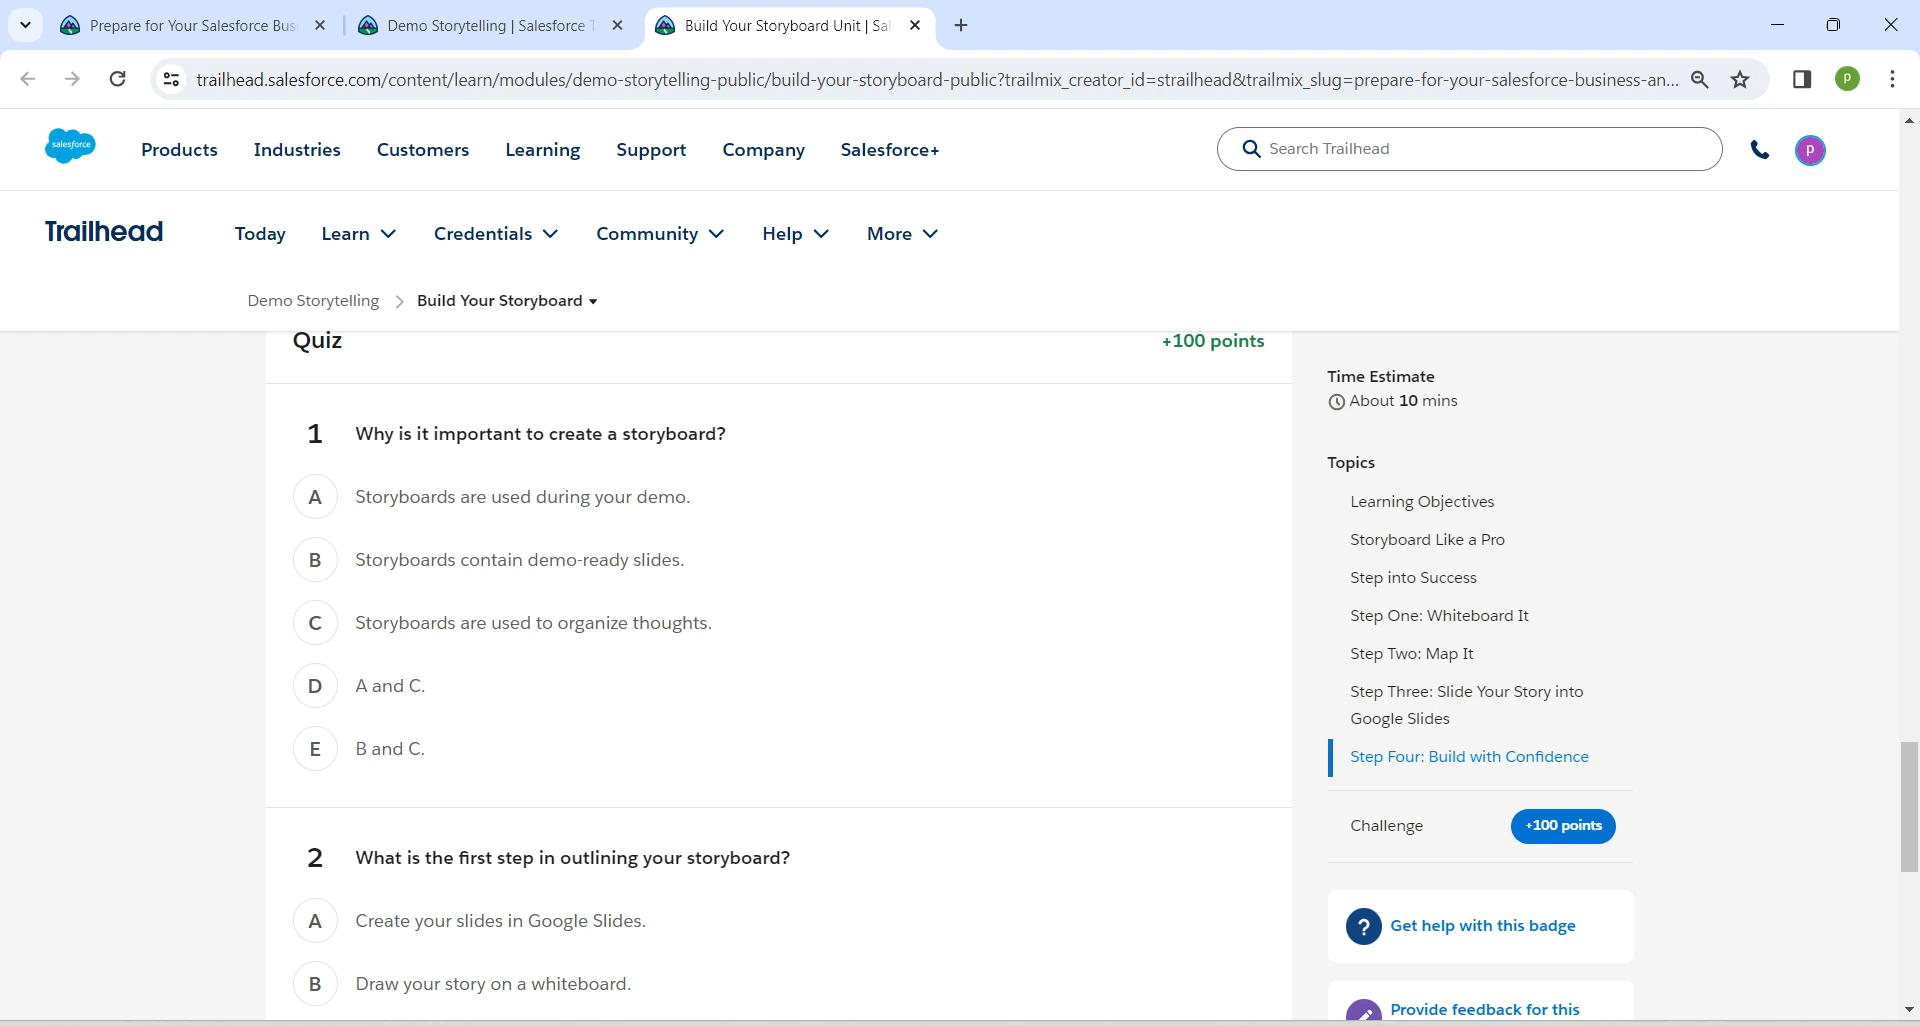 Prepare for Your Salesforce Bus
Demo Storytelling | Salesforce T
Build Your Storyboard Unit | Sal
trailhead.salesforce.com/content/learn/modules/demo-storytelling-public/build-your-storyboard-public?trailmix_creator_id=strailhead&trailmix_slug=prepare-for-your-salesforce-business-an...
P
salesforce
Products
Industries
Customers
Learning
Support
Company
Salesforce+
Search Trailhead
P
Trailhead
Today
Learn
Credentials
Community
Help
More
Demo Storytelling
Build Your Storyboard
Quiz
+100 points
1 Why is it important to create a storyboard?
A Storyboards are used during your demo.
B Storyboards contain demo-ready slides.
C Storyboards are used to organize thoughts.
D A and C.
E B and C.
2 What is the first step in outlining your storyboard?
A Create your slides in Google Slides.
B Draw your story on a whiteboard.
Time Estimate
About 10 mins
Topics
Learning Objectives
Storyboard Like a Pro
Step into Success
Step One: Whiteboard It
Step Two: Map It
Step Three: Slide Your Story into
Google Slides
Step Four: Build with Confidence
Challenge
+100 points
? Get help with this badge
Provide feedback for this